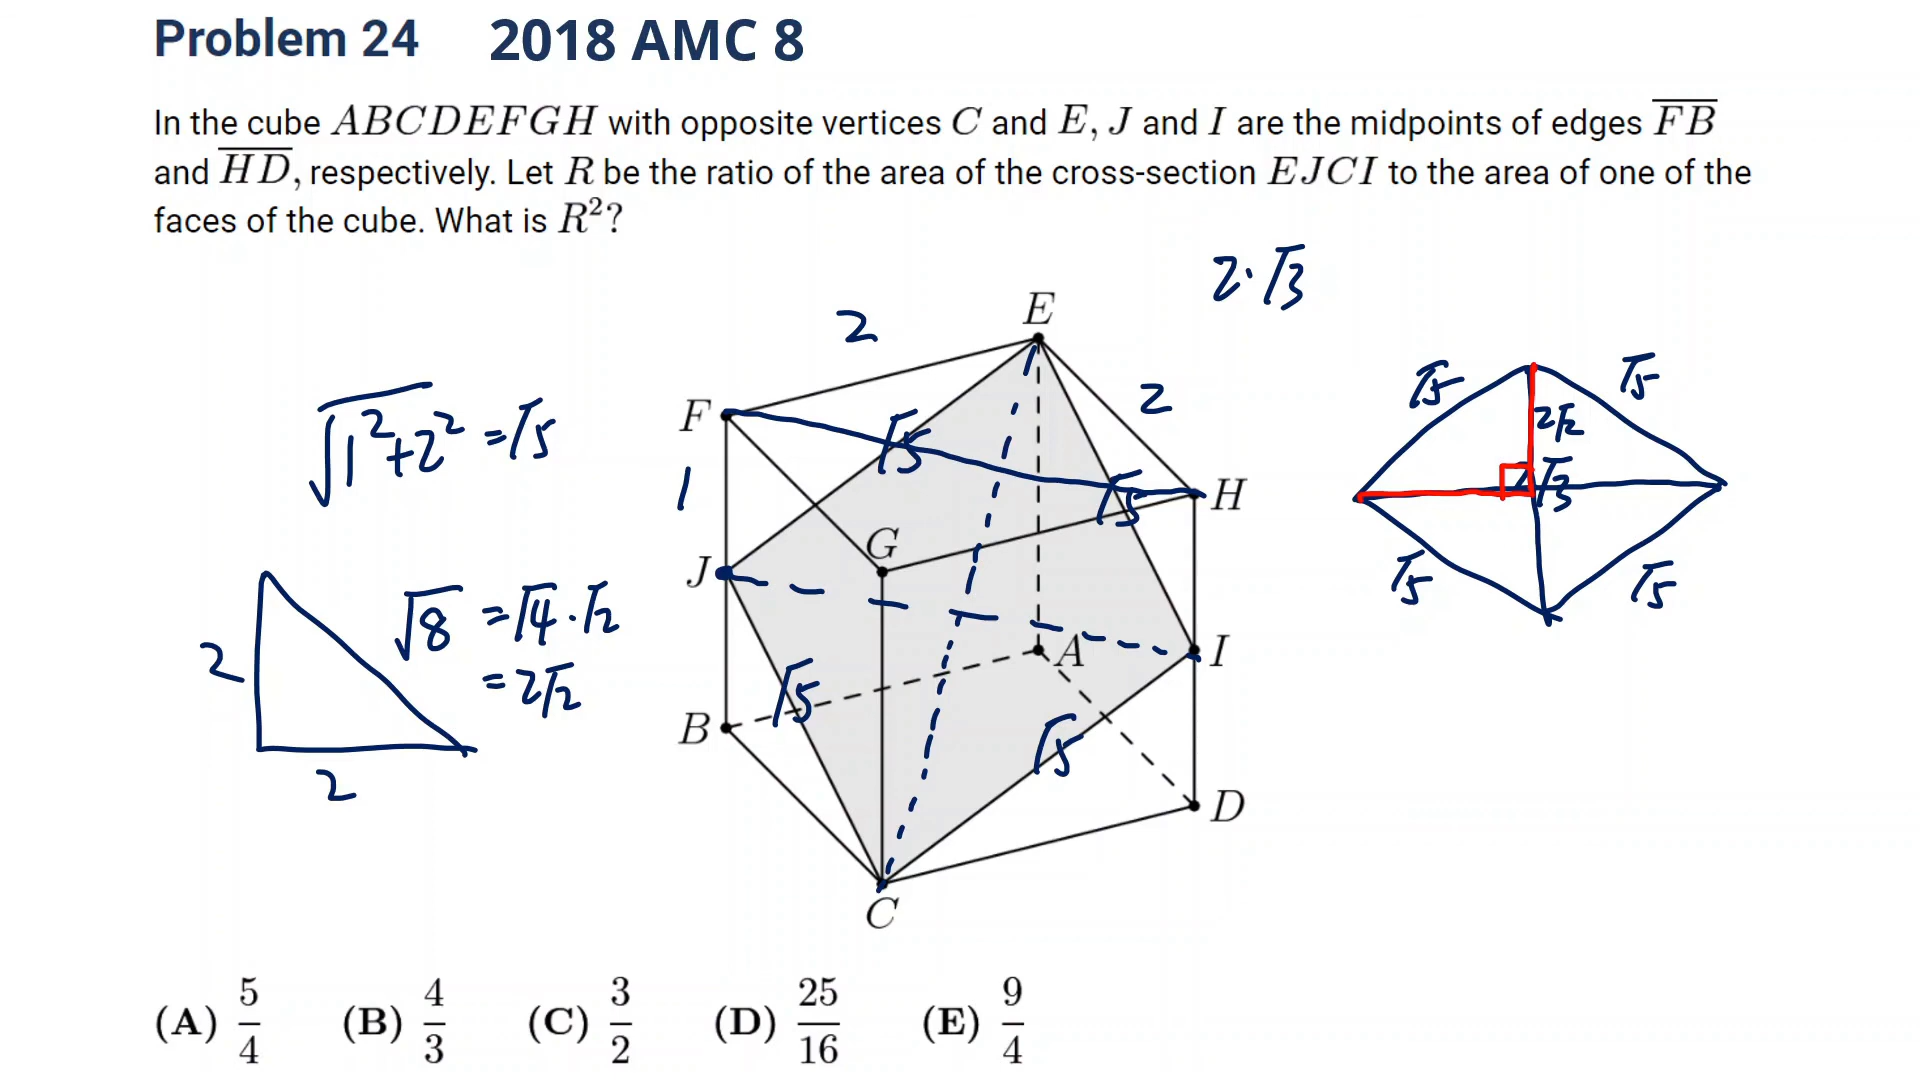 Problem 24 2018 AMC 8
In the cube ABCDEFGH with opposite vertices C and E, J and I are the midpoints of edges \overline{FB}
and \overline{HD}, respectively. Let R be the ratio of the area of the cross-section EJCI to the area of one of the
faces of the cube. What is R²?
2·√3
E
2
2
√5
√5
F
√(1²+2²) = √5
1
√5
√5
2√2
H
G
J
√3
√8 = √4·√2
= 2√2
2
2
√5
√5
A
I
B
√5
√5
D
C
(A) 5/4 (B) 4/3 (C) 3/2 (D) 25/16 (E) 9/4